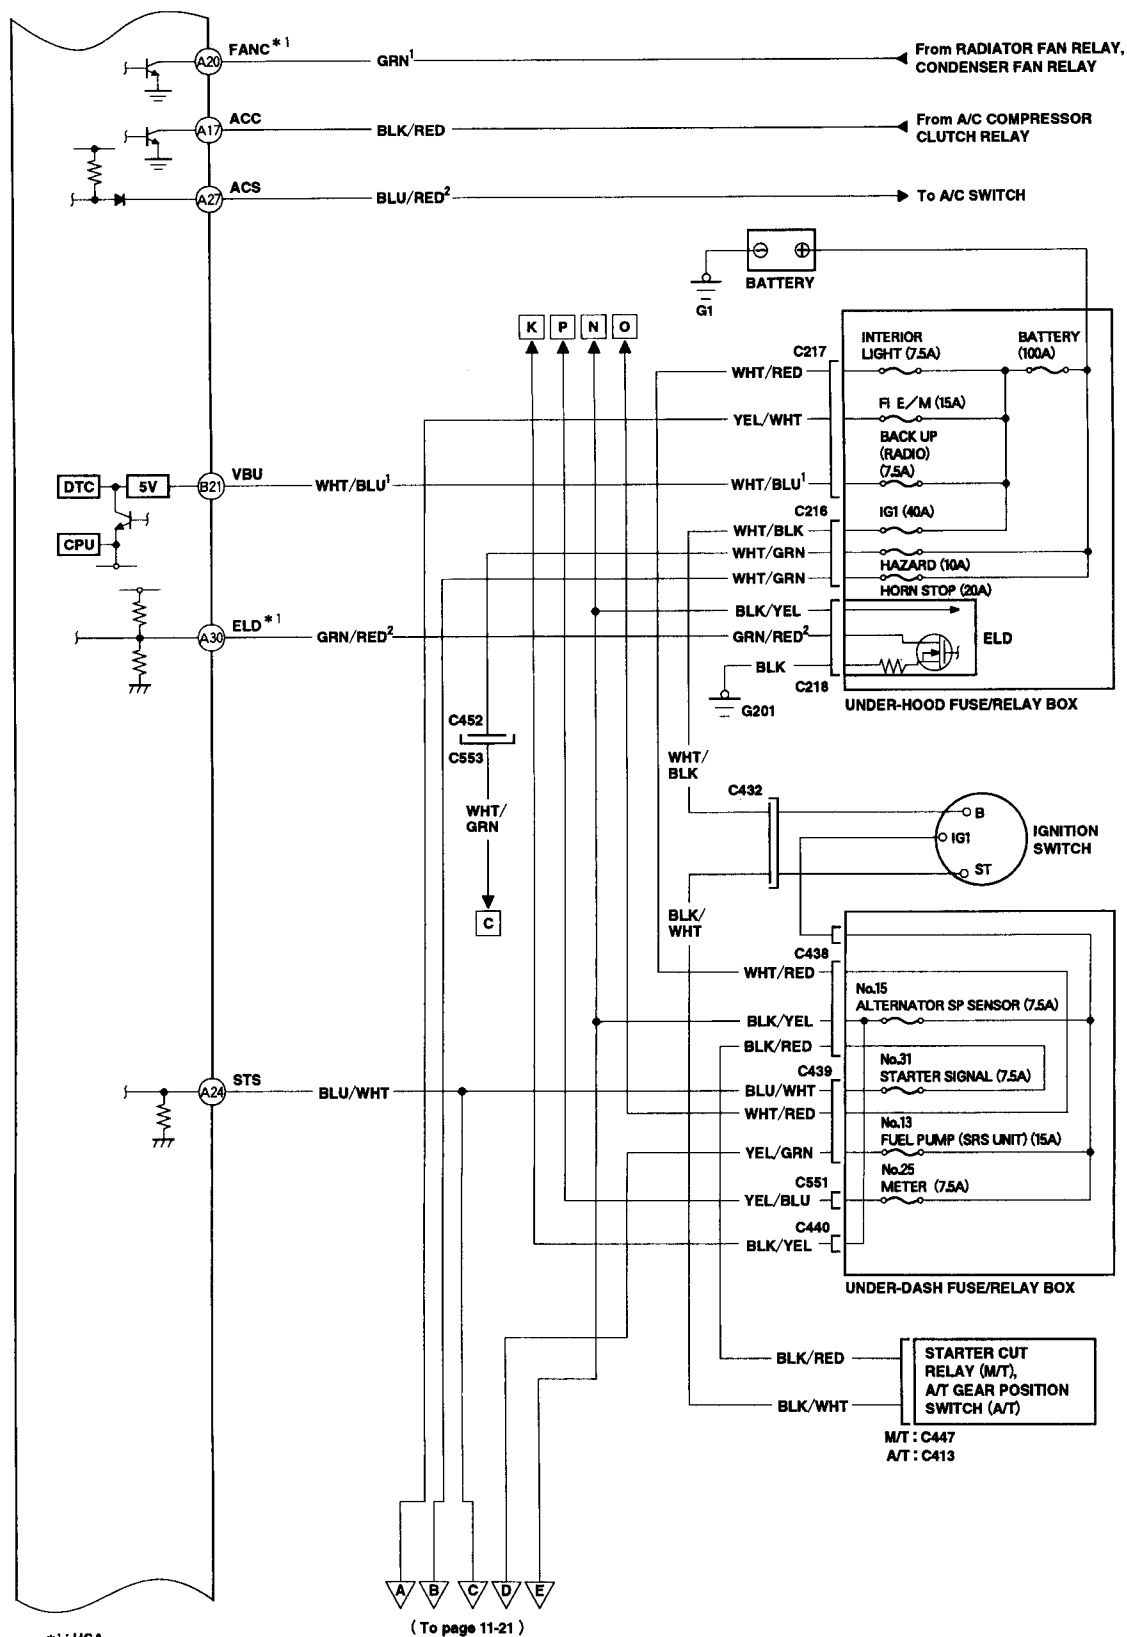 FANC *1
A20
GRN1
From RADIATOR FAN RELAY,
CONDENSER FAN RELAY
ACC
A17
BLK/RED
From A/C COMPRESSOR
CLUTCH RELAY
ACS
A27
BLU/RED2
To A/C SWITCH
BATTERY
G1
K P N O
C217
INTERIOR
LIGHT (7.5A)
BATTERY
(100A)
WHT/RED
FI E/M (15A)
YEL/WHT
BACK UP
(RADIO)
(7.5A)
DTC
5V
B21
VBU
WHT/BLU1
WHT/BLU1
C216
IG1 (40A)
WHT/BLK
CPU
WHT/GRN
HAZARD (10A)
WHT/GRN
HORN STOP (20A)
BLK/YEL
ELD *1
A30
GRN/RED2
GRN/RED2
ELD
BLK
C218
G201
UNDER-HOOD FUSE/RELAY BOX
C452
C553
WHT/
BLK
C432
WHT/
GRN
B
IG1
ST
IGNITION
SWITCH
C
BLK/
WHT
C438
WHT/RED
No.15
ALTERNATOR SP SENSOR (7.5A)
BLK/YEL
BLK/RED
No.31
STARTER SIGNAL (7.5A)
C439
STS
A24
BLU/WHT
BLU/WHT
WHT/RED
No.13
FUEL PUMP (SRS UNIT) (15A)
YEL/GRN
No.25
METER (7.5A)
C551
YEL/BLU
C440
BLK/YEL
UNDER-DASH FUSE/RELAY BOX
BLK/RED
STARTER CUT
RELAY (M/T),
A/T GEAR POSITION
SWITCH (A/T)
BLK/WHT
M/T : C447
A/T : C413
A B C D E
( To page 11-21 )
*1 : USA